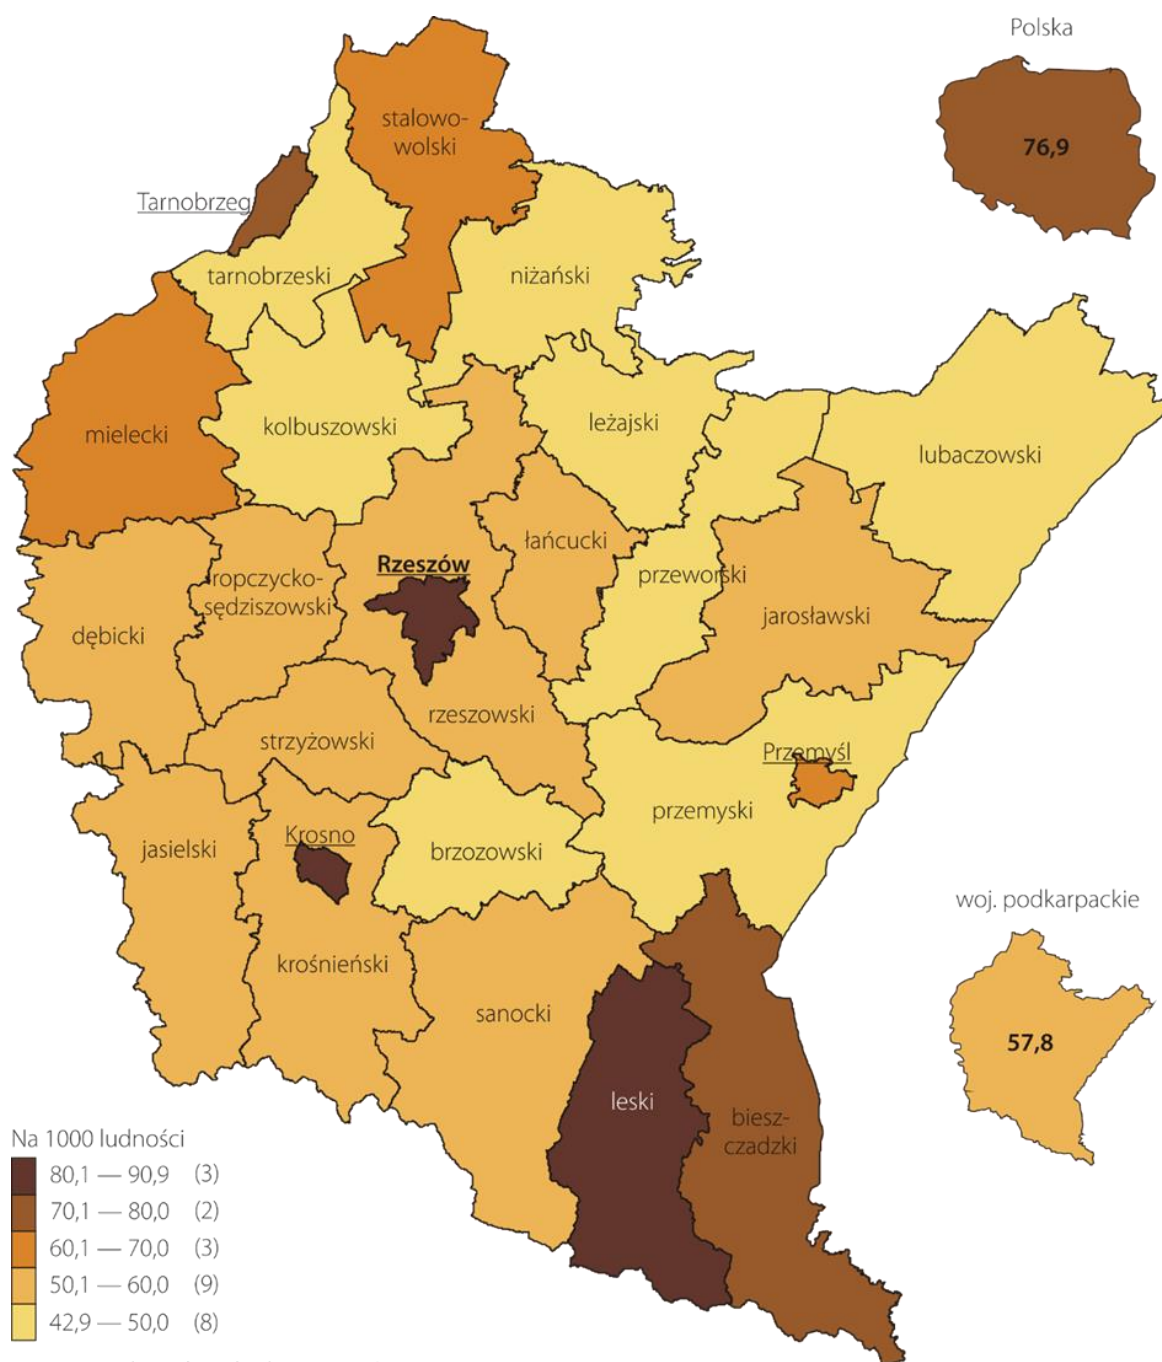 Polska
76,9
stalowo-
wolski
Tarnobrzeg
tarnobrzeski
niżański
mielecki
kolbuszowski
leżajski
lubaczowski
łańcucki
Rzeszów
przeworski
ropczycko-
sędziszowski
dębicki
jarosławski
rzeszowski
strzyżowski
Przemyśl
przemyski
Krosno
jasielski
brzozowski
woj. podkarpackie
57,8
krośnieński
sanocki
leski
biesz-
czadzki
Na 1000 ludności
80,1 — 90,9 (3)
70,1 — 80,0 (2)
60,1 — 70,0 (3)
50,1 — 60,0 (9)
42,9 — 50,0 (8)